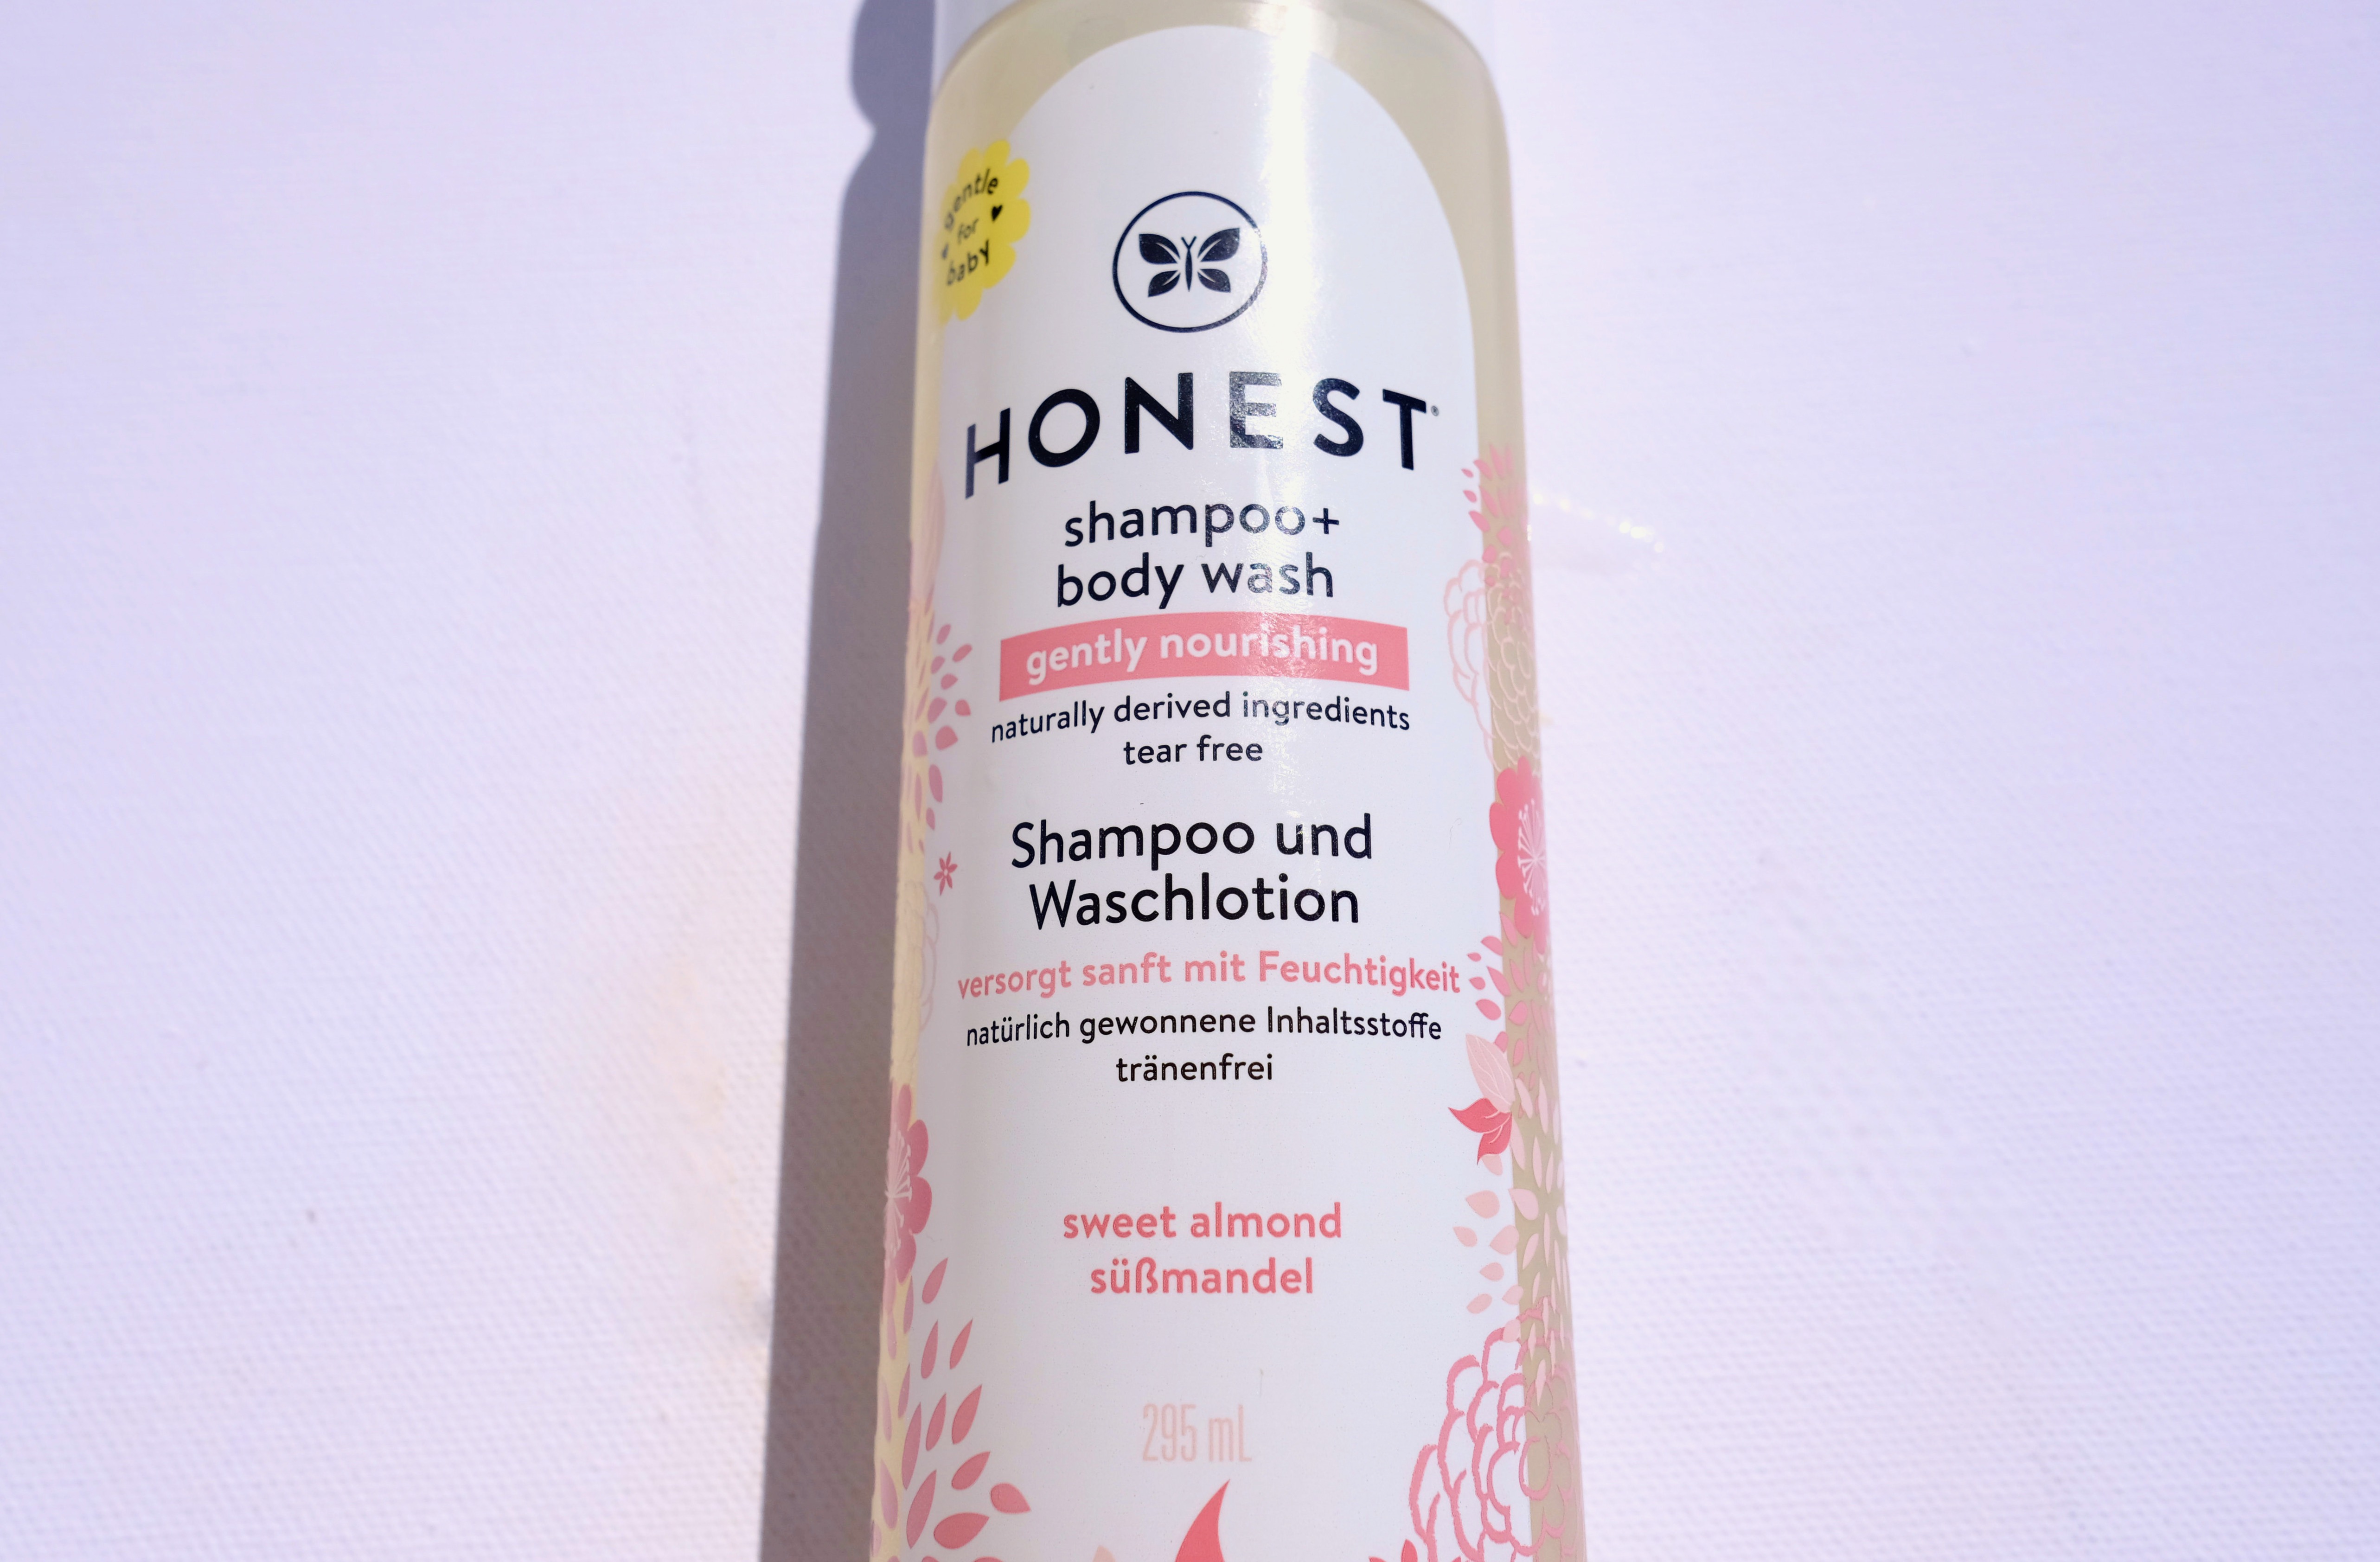 gentle
for
baby
HONEST®
shampoo+
body wash
gently nourishing
naturally derived ingredients
tear free
Shampoo und
Waschlotion
versorgt sanft mit Feuchtigkeit
natürlich gewonnene Inhaltsstoffe
tränenfrei
sweet almond
süßmandel
295 mL